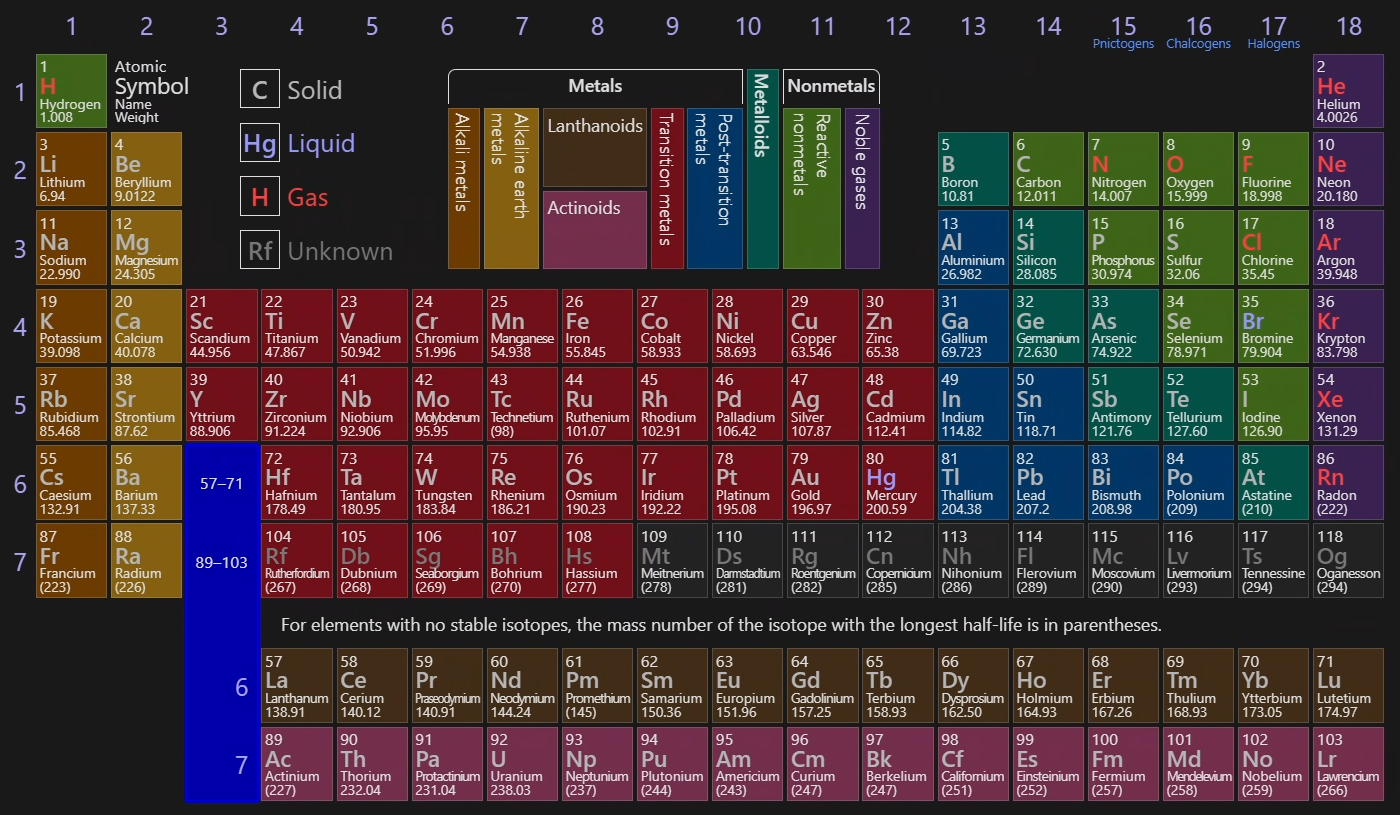 1 2 3 4 5 6 7 8 9 10 11 12 13 14 15 16 17 18
Pnictogens Chalcogens Halogens
1
1
H
Hydrogen
1.008
Atomic
Symbol
Name
Weight
C Solid
Hg Liquid
H Gas
Rf Unknown
Metals
Metalloids
Nonmetals
Alkali metals
Alkaline earth
metals
Lanthanoids
Actinoids
Transition metals
Post-transition
metals
Reactive
nonmetals
Noble gases
2
He
Helium
4.0026
2
3 4 5 6 7 8 9 10
Li Be B C N O F Ne
Lithium Beryllium Boron Carbon Nitrogen Oxygen Fluorine Neon
6.94 9.0122 10.81 12.011 14.007 15.999 18.998 20.180
3
11 12 13 14 15 16 17 18
Na Mg Al Si P S Cl Ar
Sodium Magnesium Aluminium Silicon Phosphorus Sulfur Chlorine Argon
22.990 24.305 26.982 28.085 30.974 32.06 35.45 39.948
4
19 20 21 22 23 24 25 26 27 28 29 30 31 32 33 34 35 36
K Ca Sc Ti V Cr Mn Fe Co Ni Cu Zn Ga Ge As Se Br Kr
Potassium Calcium Scandium Titanium Vanadium Chromium Manganese Iron Cobalt Nickel Copper Zinc Gallium Germanium Arsenic Selenium Bromine Krypton
39.098 40.078 44.956 47.867 50.942 51.996 54.938 55.845 58.933 58.693 63.546 65.38 69.723 72.630 74.922 78.971 79.904 83.798
5
37 38 39 40 41 42 43 44 45 46 47 48 49 50 51 52 53 54
Rb Sr Y Zr Nb Mo Tc Ru Rh Pd Ag Cd In Sn Sb Te I Xe
Rubidium Strontium Yttrium Zirconium Niobium Molybdenum Technetium Ruthenium Rhodium Palladium Silver Cadmium Indium Tin Antimony Tellurium Iodine Xenon
85.468 87.62 88.906 91.224 92.906 95.95 (98) 101.07 102.91 106.42 107.87 112.41 114.82 118.71 121.76 127.60 126.90 131.29
6
55 56 57–71 72 73 74 75 76 77 78 79 80 81 82 83 84 85 86
Cs Ba Hf Ta W Re Os Ir Pt Au Hg Tl Pb Bi Po At Rn
Caesium Barium Hafnium Tantalum Tungsten Rhenium Osmium Iridium Platinum Gold Mercury Thallium Lead Bismuth Polonium Astatine Radon
132.91 137.33 178.49 180.95 183.84 186.21 190.23 192.22 195.08 196.97 200.59 204.38 207.2 208.98 (209) (210) (222)
7
87 88 89–103 104 105 106 107 108 109 110 111 112 113 114 115 116 117 118
Fr Ra Rf Db Sg Bh Hs Mt Ds Rg Cn Nh Fl Mc Lv Ts Og
Francium Radium Rutherfordium Dubnium Seaborgium Bohrium Hassium Meitnerium Darmstadtium Roentgenium Copernicium Nihonium Flerovium Moscovium Livermorium Tennessine Oganesson
(223) (226) (267) (268) (269) (270) (277) (278) (281) (282) (285) (286) (289) (290) (293) (294) (294)
For elements with no stable isotopes, the mass number of the isotope with the longest half-life is in parentheses.
6
57 58 59 60 61 62 63 64 65 66 67 68 69 70 71
La Ce Pr Nd Pm Sm Eu Gd Tb Dy Ho Er Tm Yb Lu
Lanthanum Cerium Praseodymium Neodymium Promethium Samarium Europium Gadolinium Terbium Dysprosium Holmium Erbium Thulium Ytterbium Lutetium
138.91 140.12 140.91 144.24 (145) 150.36 151.96 157.25 158.93 162.50 164.93 167.26 168.93 173.05 174.97
7
89 90 91 92 93 94 95 96 97 98 99 100 101 102 103
Ac Th Pa U Np Pu Am Cm Bk Cf Es Fm Md No Lr
Actinium Thorium Protactinium Uranium Neptunium Plutonium Americium Curium Berkelium Californium Einsteinium Fermium Mendelevium Nobelium Lawrencium
(227) 232.04 231.04 238.03 (237) (244) (243) (247) (247) (251) (252) (257) (258) (259) (266)